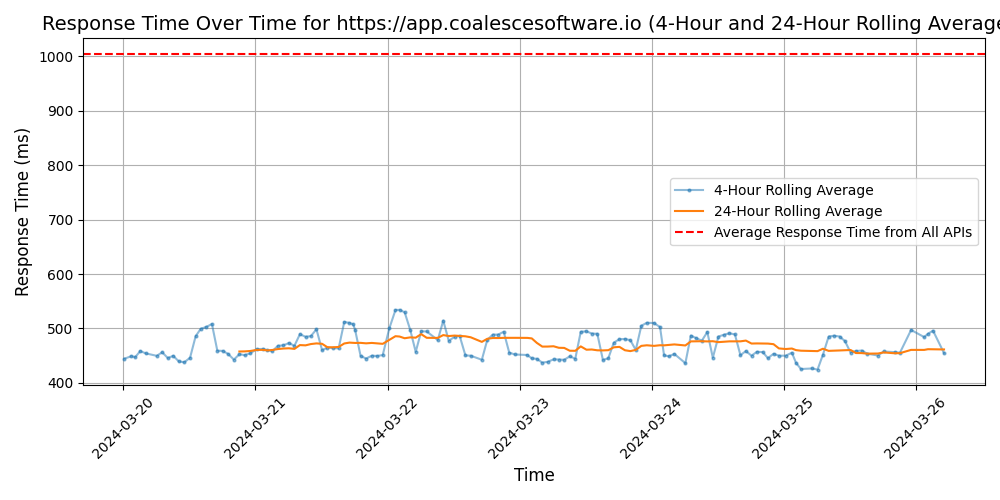 Response Time Over Time for https://app.coalescesoftware.io (4-Hour and 24-Hour Rolling Average
Response Time (ms)
1000
900
800
700
600
500
400
4-Hour Rolling Average
24-Hour Rolling Average
Average Response Time from All APIs
2024-03-20
2024-03-21
2024-03-22
2024-03-23
2024-03-24
2024-03-25
2024-03-26
Time